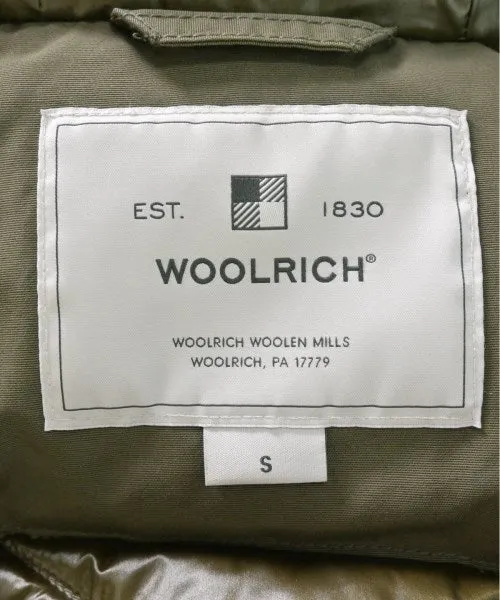 EST. 1830
WOOLRICH®
WOOLRICH WOOLEN MILLS
WOOLRICH, PA 17779
S